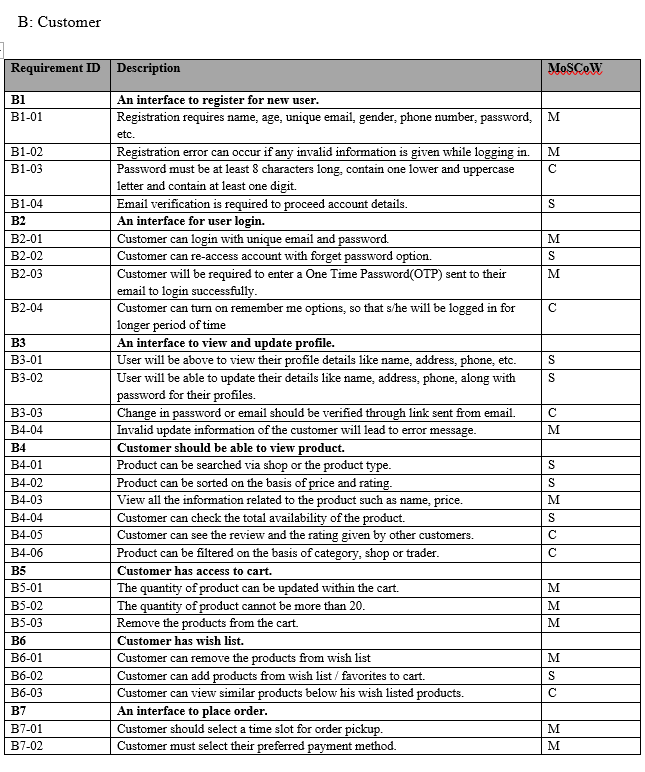 B: Customer
Requirement ID Description MoSCoW
B1 An interface to register for new user.
B1-01 Registration requires name, age, unique email, gender, phone number, password, M
etc.
B1-02 Registration error can occur if any invalid information is given while logging in. M
B1-03 Password must be at least 8 characters long, contain one lower and uppercase C
letter and contain at least one digit.
B1-04 Email verification is required to proceed account details. S
B2 An interface for user login.
B2-01 Customer can login with unique email and password. M
B2-02 Customer can re-access account with forget password option. S
B2-03 Customer will be required to enter a One Time Password(OTP) sent to their M
email to login successfully.
B2-04 Customer can turn on remember me options, so that s/he will be logged in for C
longer period of time
B3 An interface to view and update profile.
B3-01 User will be above to view their profile details like name, address, phone, etc. S
B3-02 User will be able to update their details like name, address, phone, along with S
password for their profiles.
B3-03 Change in password or email should be verified through link sent from email. C
B4-04 Invalid update information of the customer will lead to error message. M
B4 Customer should be able to view product.
B4-01 Product can be searched via shop or the product type. S
B4-02 Product can be sorted on the basis of price and rating. S
B4-03 View all the information related to the product such as name, price. M
B4-04 Customer can check the total availability of the product. S
B4-05 Customer can see the review and the rating given by other customers. C
B4-06 Product can be filtered on the basis of category, shop or trader. C
B5 Customer has access to cart.
B5-01 The quantity of product can be updated within the cart. M
B5-02 The quantity of product cannot be more than 20. M
B5-03 Remove the products from the cart. M
B6 Customer has wish list.
B6-01 Customer can remove the products from wish list M
B6-02 Customer can add products from wish list / favorites to cart. S
B6-03 Customer can view similar products below his wish listed products. C
B7 An interface to place order.
B7-01 Customer should select a time slot for order pickup. M
B7-02 Customer must select their preferred payment method. M